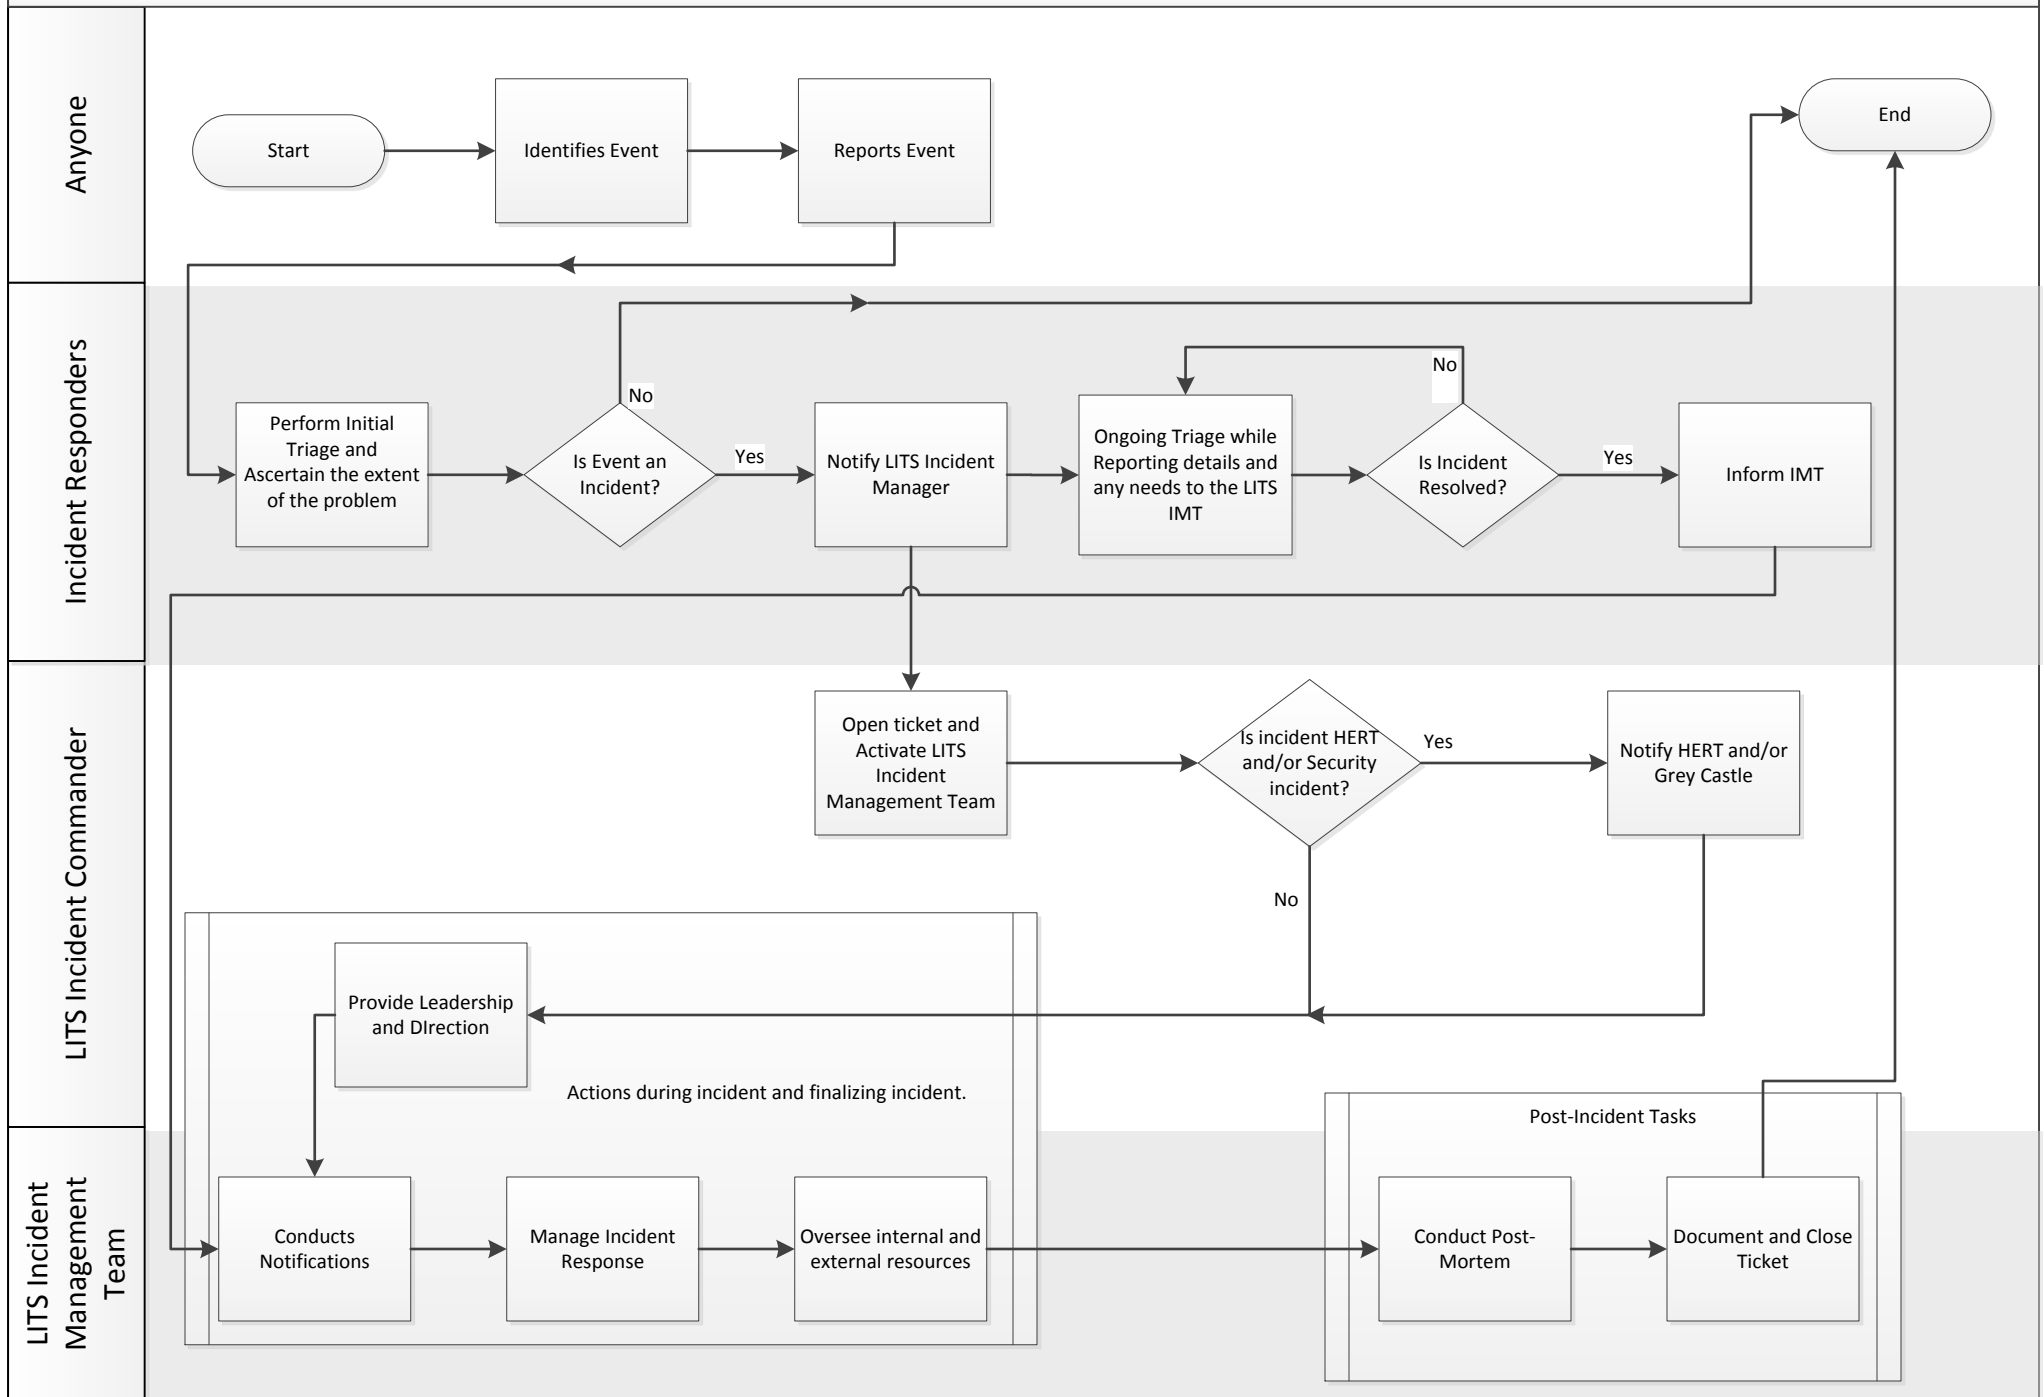 Anyone
Start
Identifies Event
Reports Event
End
Incident Responders
Perform Initial
Triage and
Ascertain the extent
of the problem
No
Is Event an
Incident?
Yes
Notify LITS Incident
Manager
Ongoing Triage while
Reporting details and
any needs to the LITS
IMT
No
Is Incident
Resolved?
Yes
Inform IMT
LITS Incident Commander
Open ticket and
Activate LITS
Incident
Management Team
Is incident HERT
and/or Security
incident?
Yes
No
Notify HERT and/or
Grey Castle
Provide Leadership
and DIrection
Actions during incident and finalizing incident.
Post-Incident Tasks
LITS Incident
Management
Team
Conducts
Notifications
Manage Incident
Response
Oversee internal and
external resources
Conduct Post-
Mortem
Document and Close
Ticket